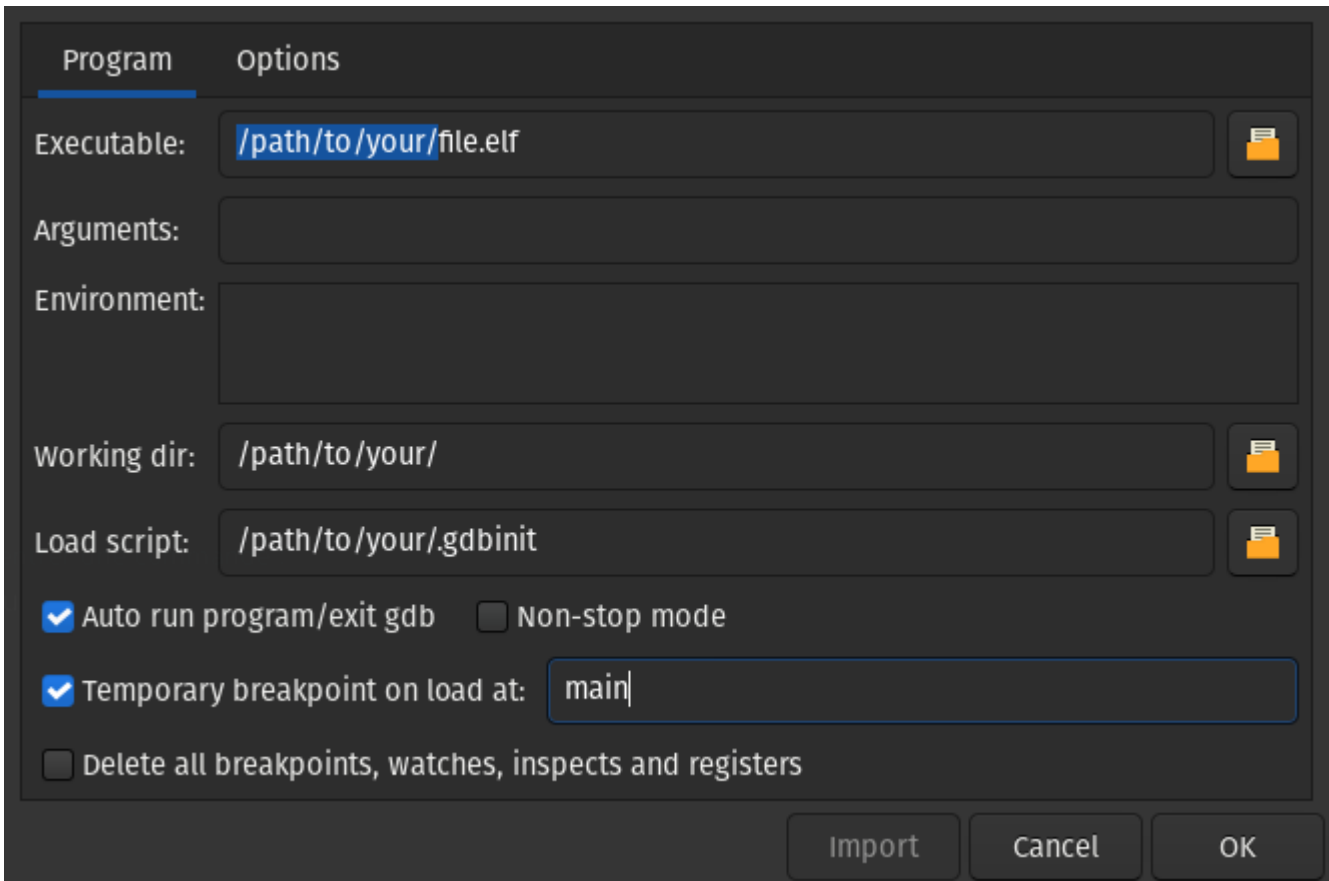 Program Options
Executable: /path/to/your/file.elf
Arguments:
Environment:
Working dir: /path/to/your/
Load script: /path/to/your/.gdbinit
Auto run program/exit gdb Non-stop mode
Temporary breakpoint on load at: main
Delete all breakpoints, watches, inspects and registers
Import Cancel OK